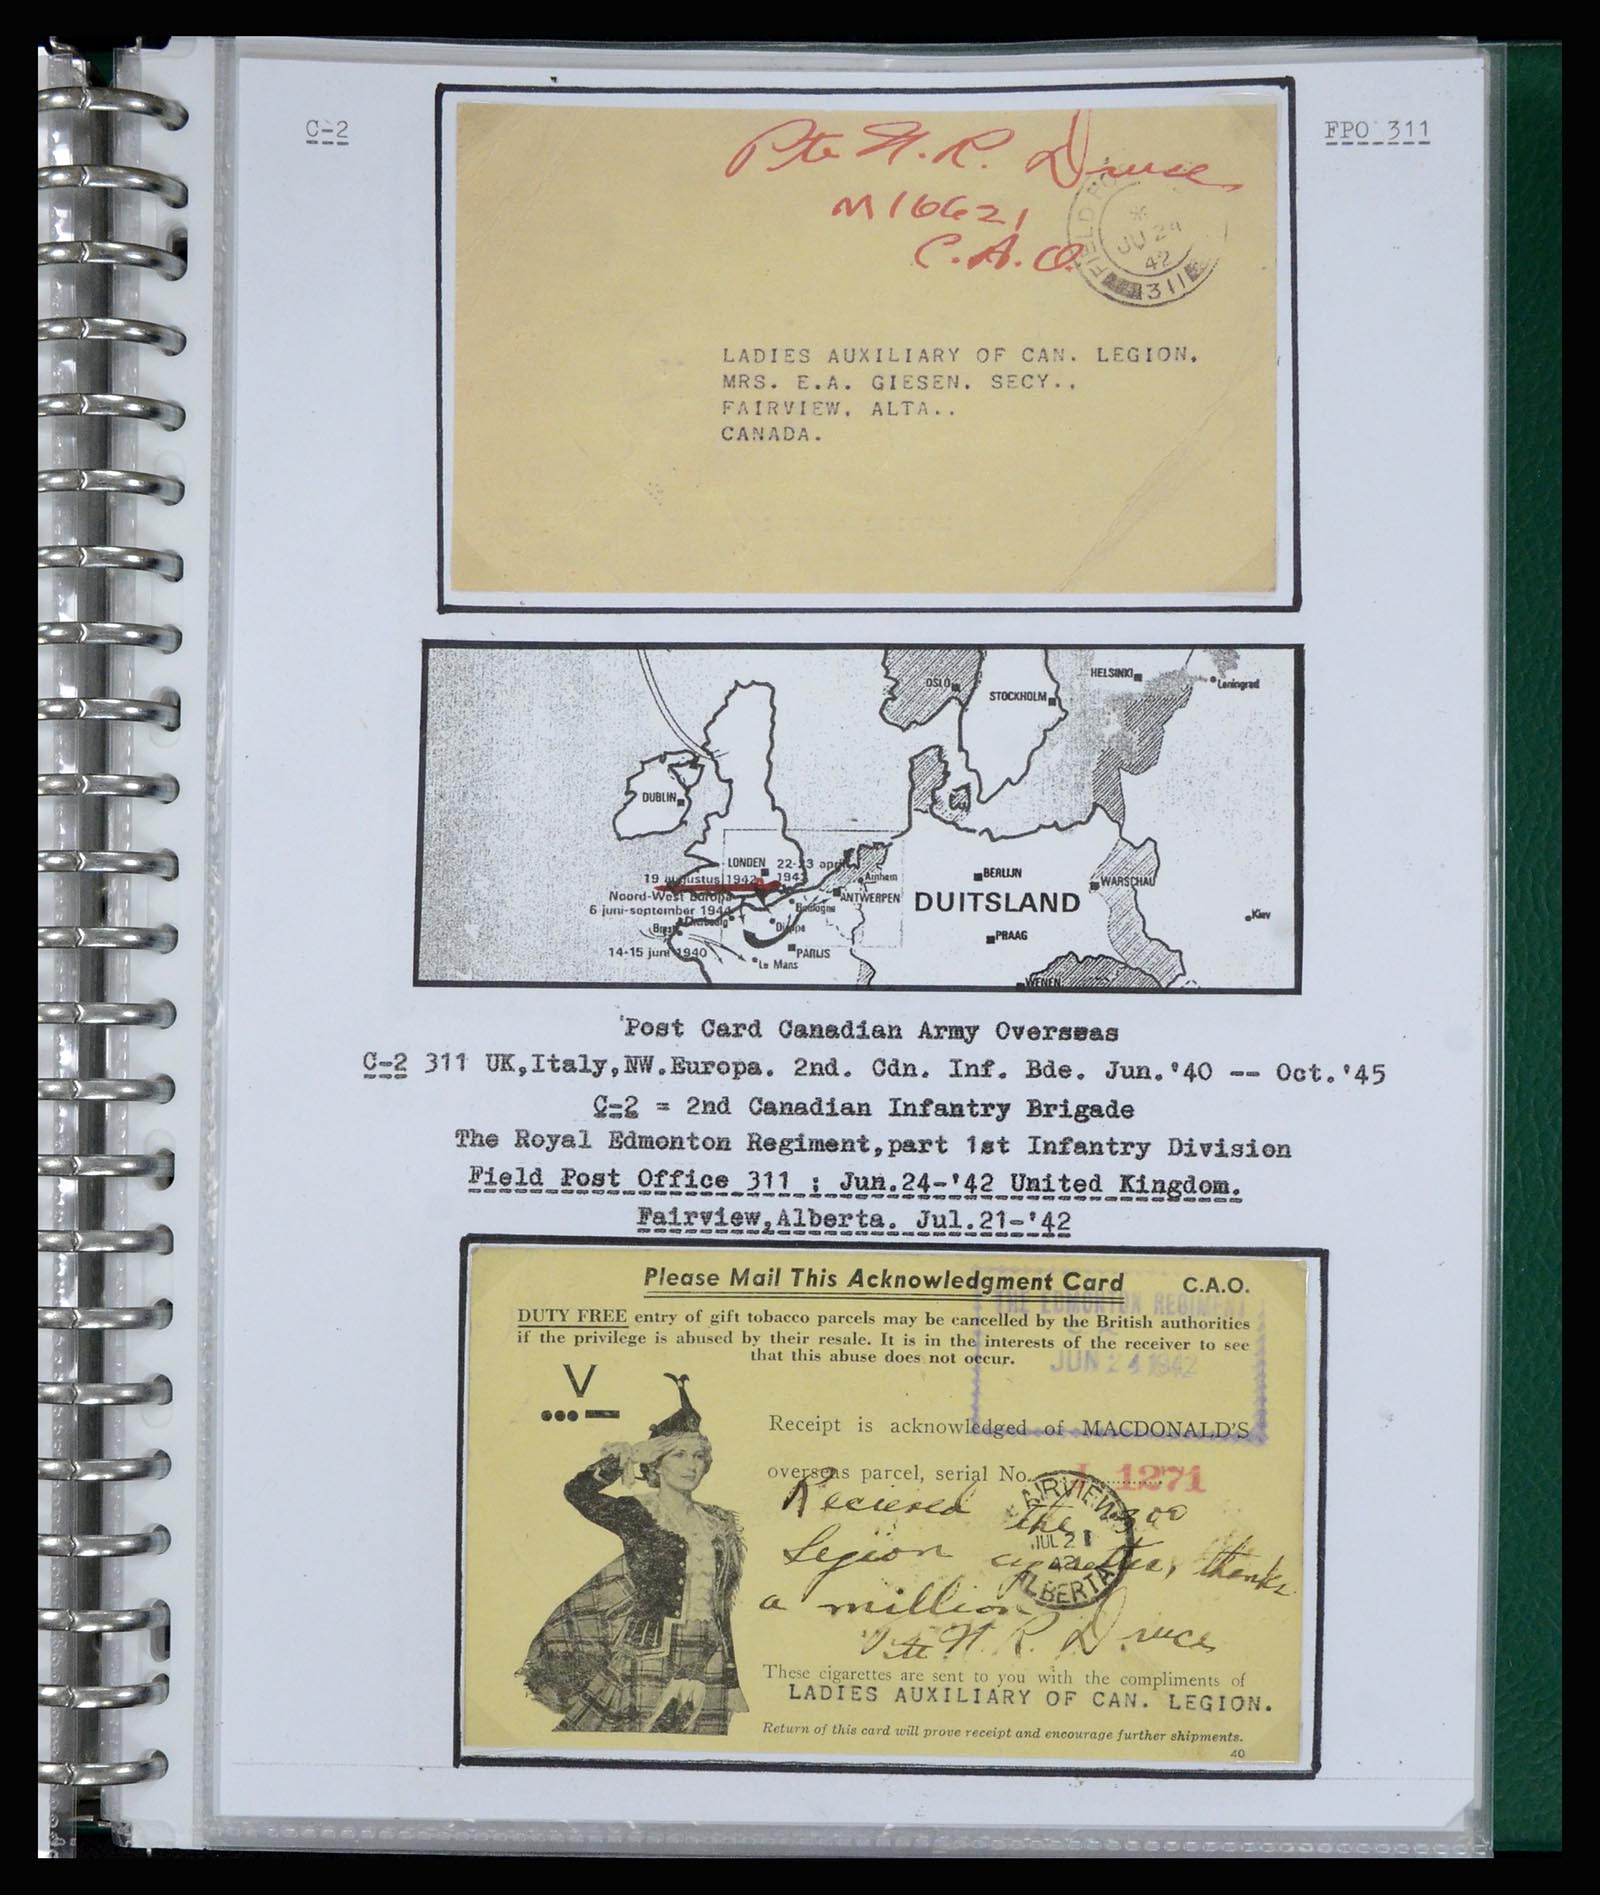 C-2
FPO 311
Pte H. R. Druce
M16621
C.A.O.
FIELD PO
JU 24
42
311
LADIES AUXILIARY OF CAN. LEGION.
MRS. E.A. GIESEN. SECY..
FAIRVIEW. ALTA..
CANADA.
OSLO
STOCKHOLM
HELSINKI
Leningrad
DUBLIN
LONDEN
22-23 april
19 augustus 1942
Noord-West Europa
6 juni-september 1944
Arnhem
ANTWERPEN
Boulogne
Cherbourg
Brest
Dieppe
14-15 juni 1940
PARIJS
Le Mans
BERLIJN
DUITSLAND
WARSCHAU
Kiev
PRAAG
WENEN
Post Card Canadian Army Overseas
C-2 311 UK,Italy,NW.Europa. 2nd. Cdn. Inf. Bde. Jun.'40 -- Oct.'45
C-2 = 2nd Canadian Infantry Brigade
The Royal Edmonton Regiment,part 1st Infantry Division
Field Post Office 311 ; Jun.24-'42 United Kingdom.
Fairview,Alberta. Jul.21-'42
Please Mail This Acknowledgment Card C.A.O.
THE EDMONTON REGIMENT
JUN 24 1942
DUTY FREE entry of gift tobacco parcels may be cancelled by the British authorities
if the privilege is abused by their resale. It is in the interests of the receiver to see
that this abuse does not occur.
V
Receipt is acknowledged of MACDONALD'S
overseas parcel, serial No. L 1271
FAIRVIEW
JUL 21
42
ALBERTA
Recieved the 300
Legion cigarettes, thanks
a million
Pte H. R. Druce
These cigarettes are sent to you with the compliments of
LADIES AUXILIARY OF CAN. LEGION.
Return of this card will prove receipt and encourage further shipments.
40